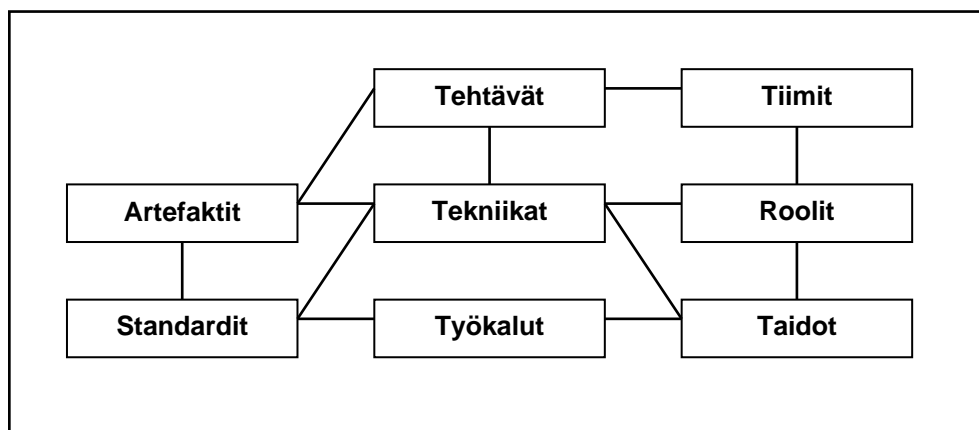 Tehtävät
Tiimit
Artefaktit
Tekniikat
Roolit
Standardit
Työkalut
Taidot